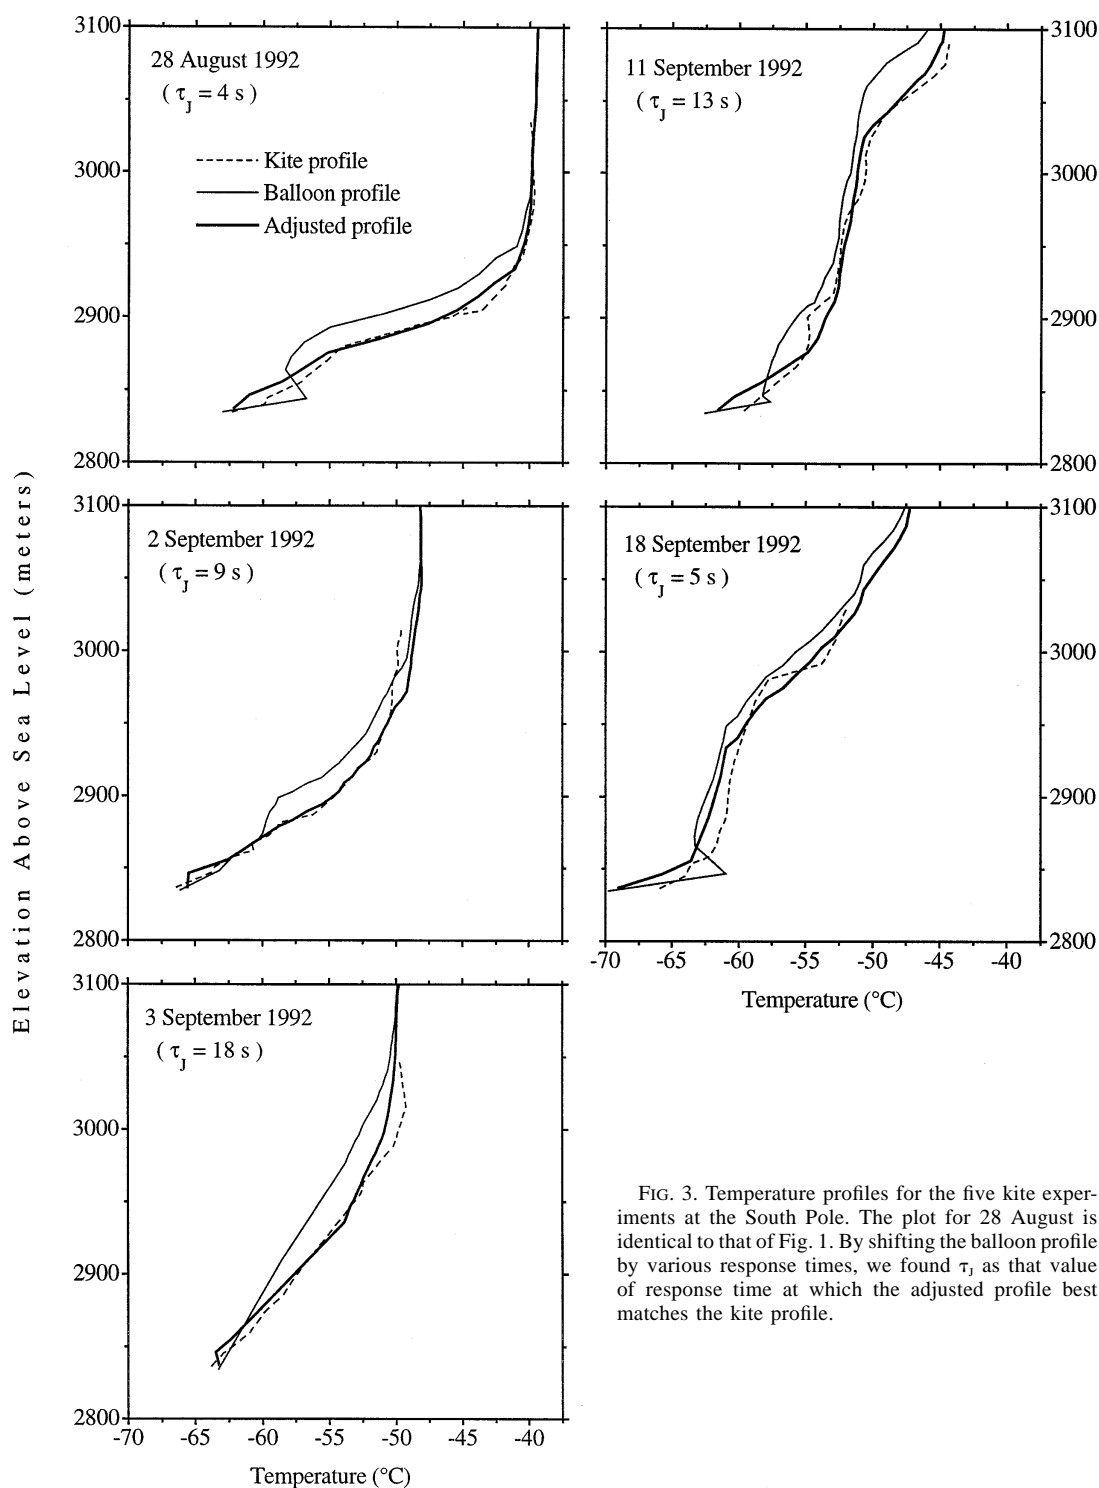 Elevation Above Sea Level (meters)
3100
3000
2900
2800
28 August 1992
( τJ = 4 s )
Kite profile
Balloon profile
Adjusted profile
11 September 1992
( τJ = 13 s )
3100
3000
2900
2800
3100
3000
2900
2800
2 September 1992
( τJ = 9 s )
18 September 1992
( τJ = 5 s )
3100
3000
2900
2800
-70 -60 -55 -50 -45 -40
Temperature (°C)
3100
3000
2900
2800
3 September 1992
( τJ = 18 s )
-70 -65 -60 -55 -50 -45 -40
Temperature (°C)
FIG. 3. Temperature profiles for the five kite exper-
iments at the South Pole. The plot for 28 August is
identical to that of Fig. 1. By shifting the balloon profile
by various response times, we found τJ as that value
of response time at which the adjusted profile best
matches the kite profile.